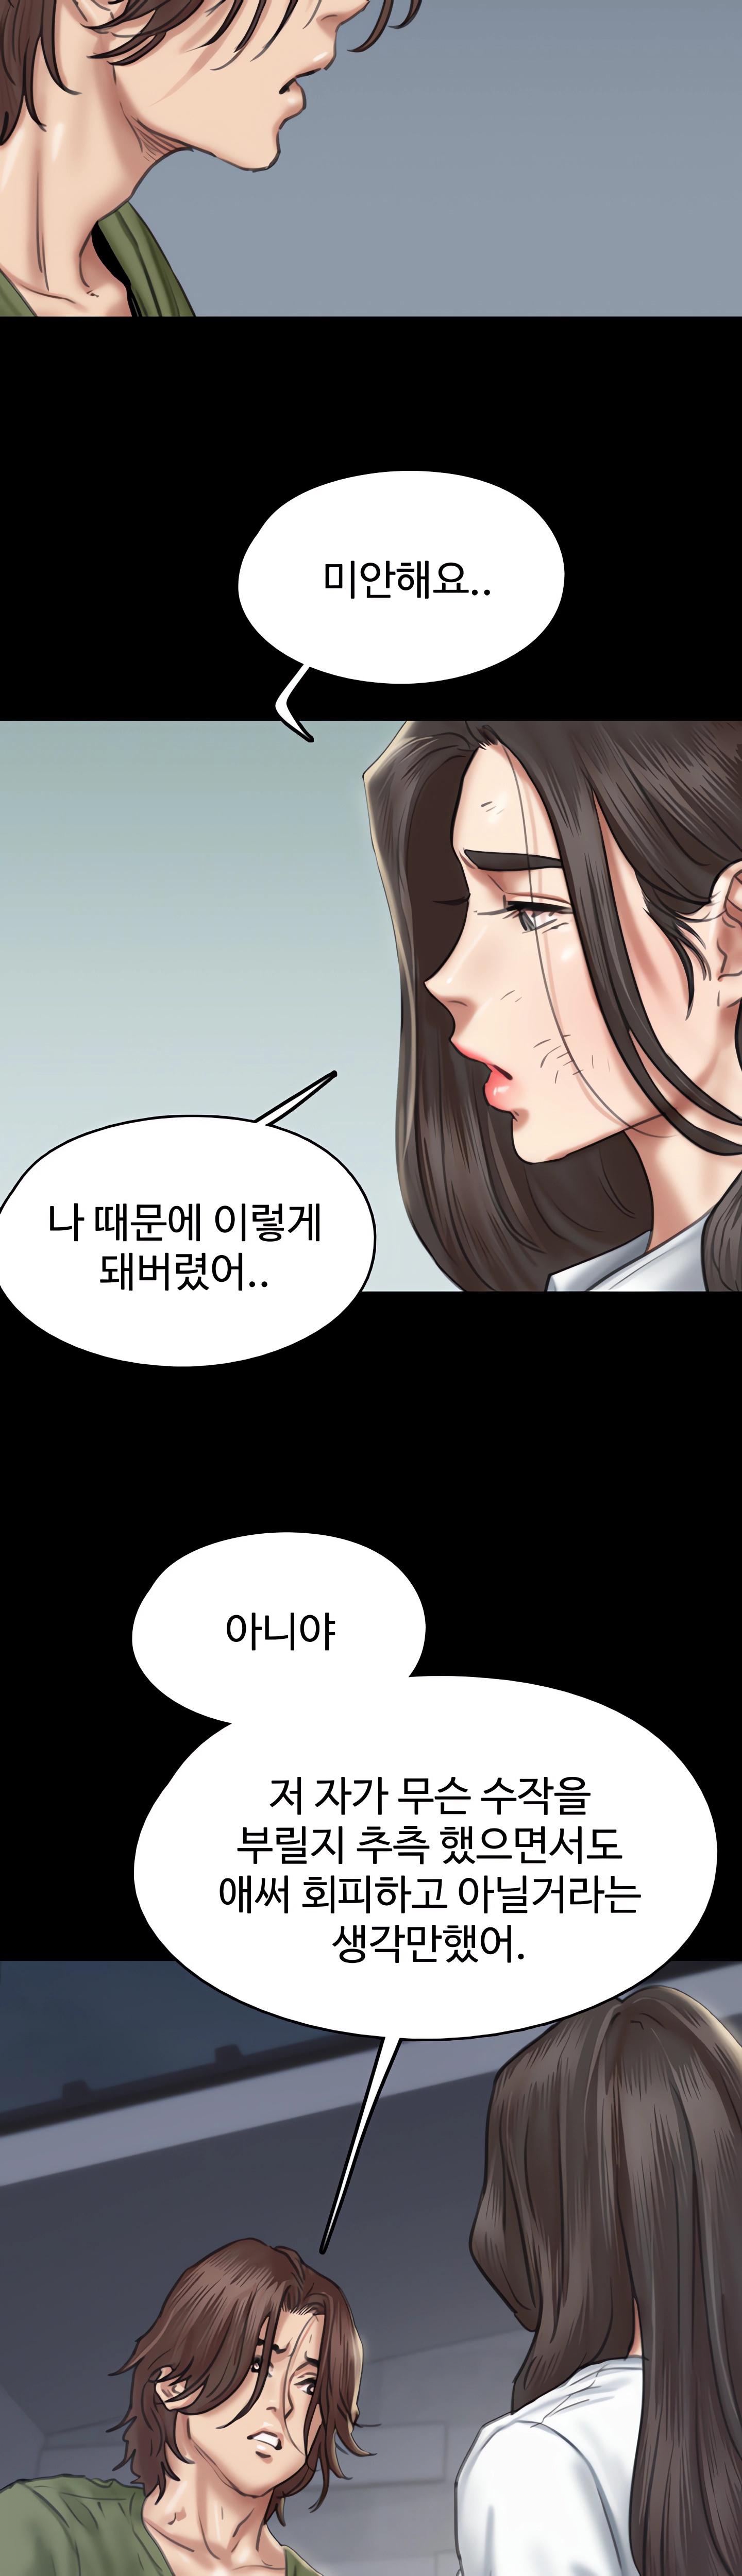 미안해요..
나 때문에 이렇게
돼버렸어..
아니야
저 자가 무슨 수작을
부릴지 추측 했으면서도
애써 회피하고 아닐거라는
생각만했어.